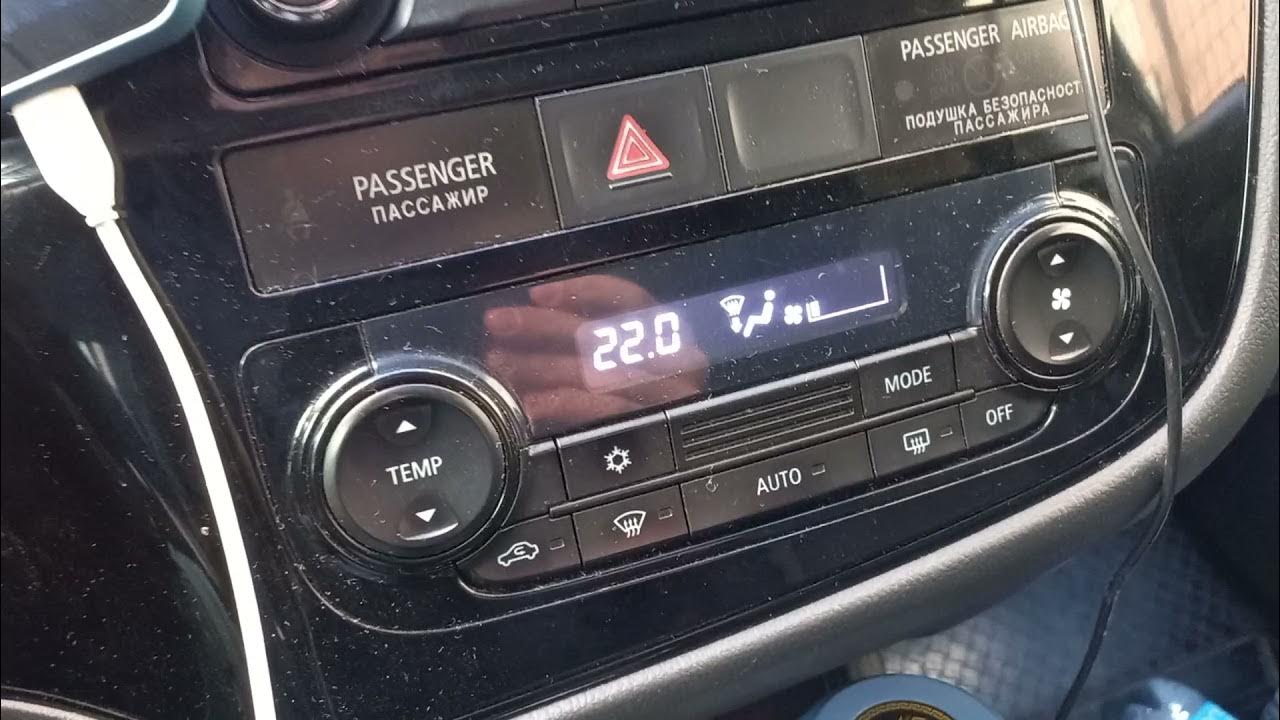 PASSENGER AIRBAG
ПОДУШКА БЕЗОПАСНОСТ
ПАССАЖИРА
PASSENGER
ПАССАЖИР
22.0
TEMP
MODE
AUTO
OFF